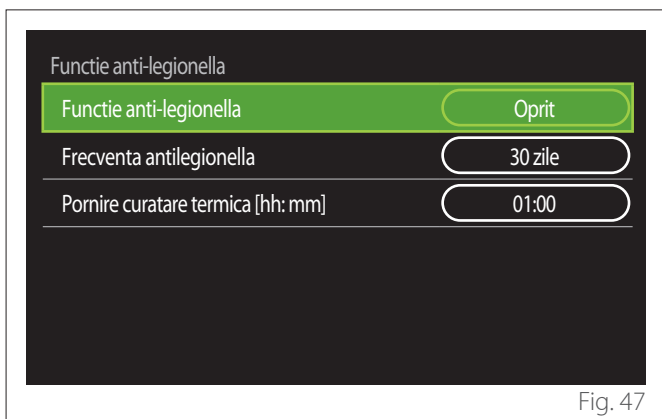 Functie anti-legionella
Functie anti-legionella Oprit
Frecventa antilegionella 30 zile
Pornire curatare termica [hh: mm] 01:00
Fig. 47